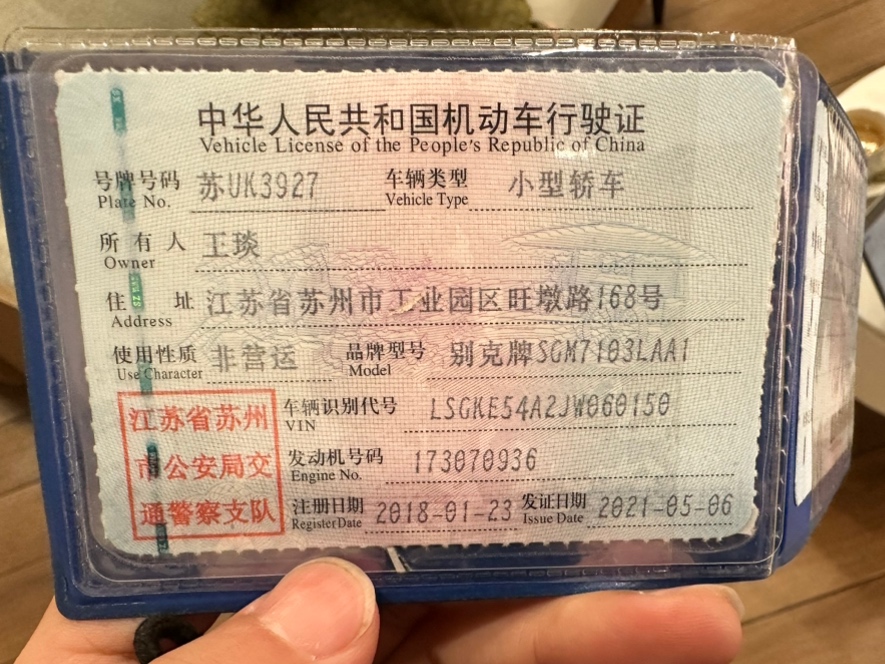 中华人民共和国机动车行驶证
Vehicle License of the People's Republic of China
号牌号码 苏UK3927 车辆类型 小型轿车
Plate No. Vehicle Type
所有人 王琰
Owner
住址 江苏省苏州市工业园区旺墩路168号
Address
使用性质 非营运 品牌型号 别克牌SGM7103LAA1
Use Character Model
江苏省苏州
市公安局交
通警察支队
车辆识别代号 LSGKE54A2JW060150
VIN
发动机号码 173070936
Engine No.
注册日期 2018-01-23 发证日期 2021-05-06
Register Date Issue Date